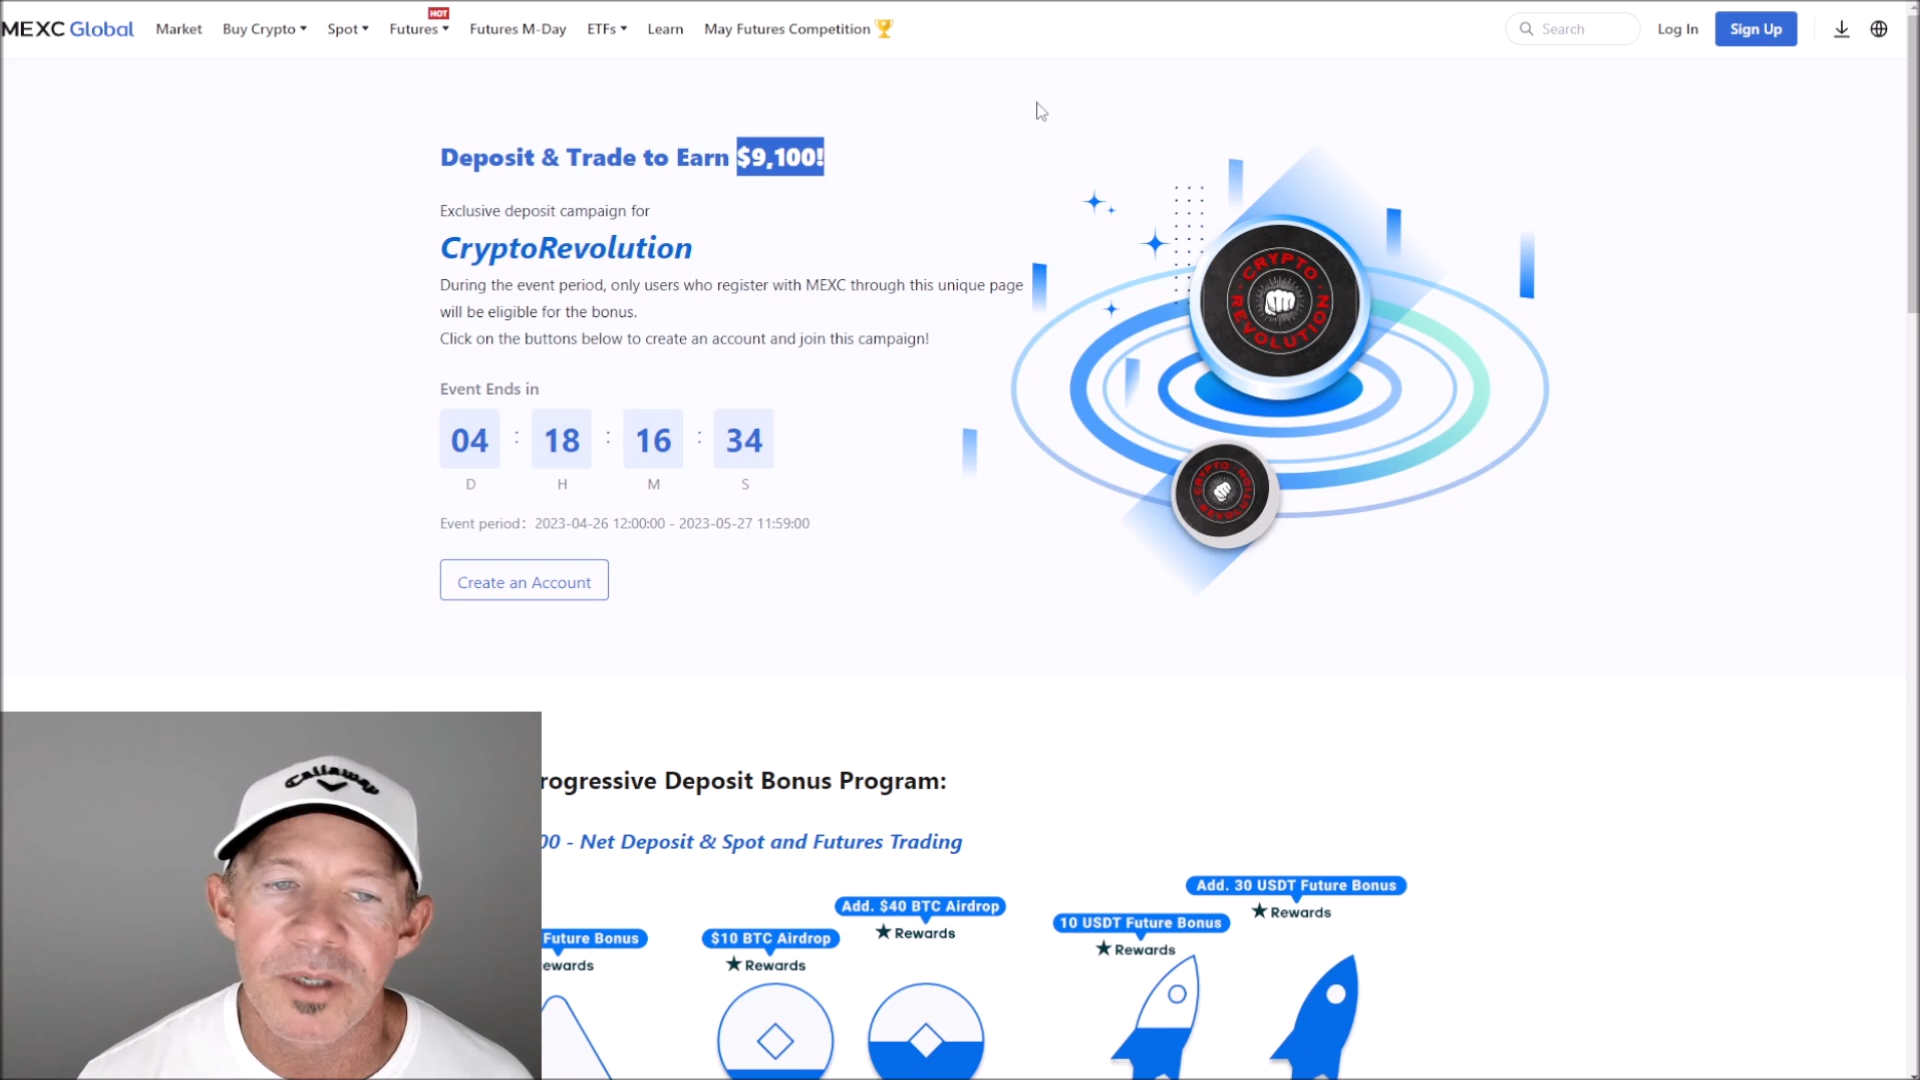 MEXC Global
Market
Buy Crypto
Spot
Futures
HOT
Futures M-Day
ETFs
Learn
May Futures Competition
Search
Log In
Sign Up
Deposit & Trade to Earn $9,100!
Exclusive deposit campaign for
CryptoRevolution
During the event period, only users who register with MEXC through this unique page
will be eligible for the bonus.
Click on the buttons below to create an account and join this campaign!
Event Ends in
04 : 18 : 16 : 34
D H M S
Event period: 2023-04-26 12:00:00 - 2023-05-27 11:59:00
Create an Account
CRYPTO REVOLUTION
CRYPTO REVOLUTION
Callaway
rogressive Deposit Bonus Program:
00 - Net Deposit & Spot and Futures Trading
Future Bonus
ewards
$10 BTC Airdrop
Rewards
Add. $40 BTC Airdrop
Rewards
10 USDT Future Bonus
Rewards
Add. 30 USDT Future Bonus
Rewards